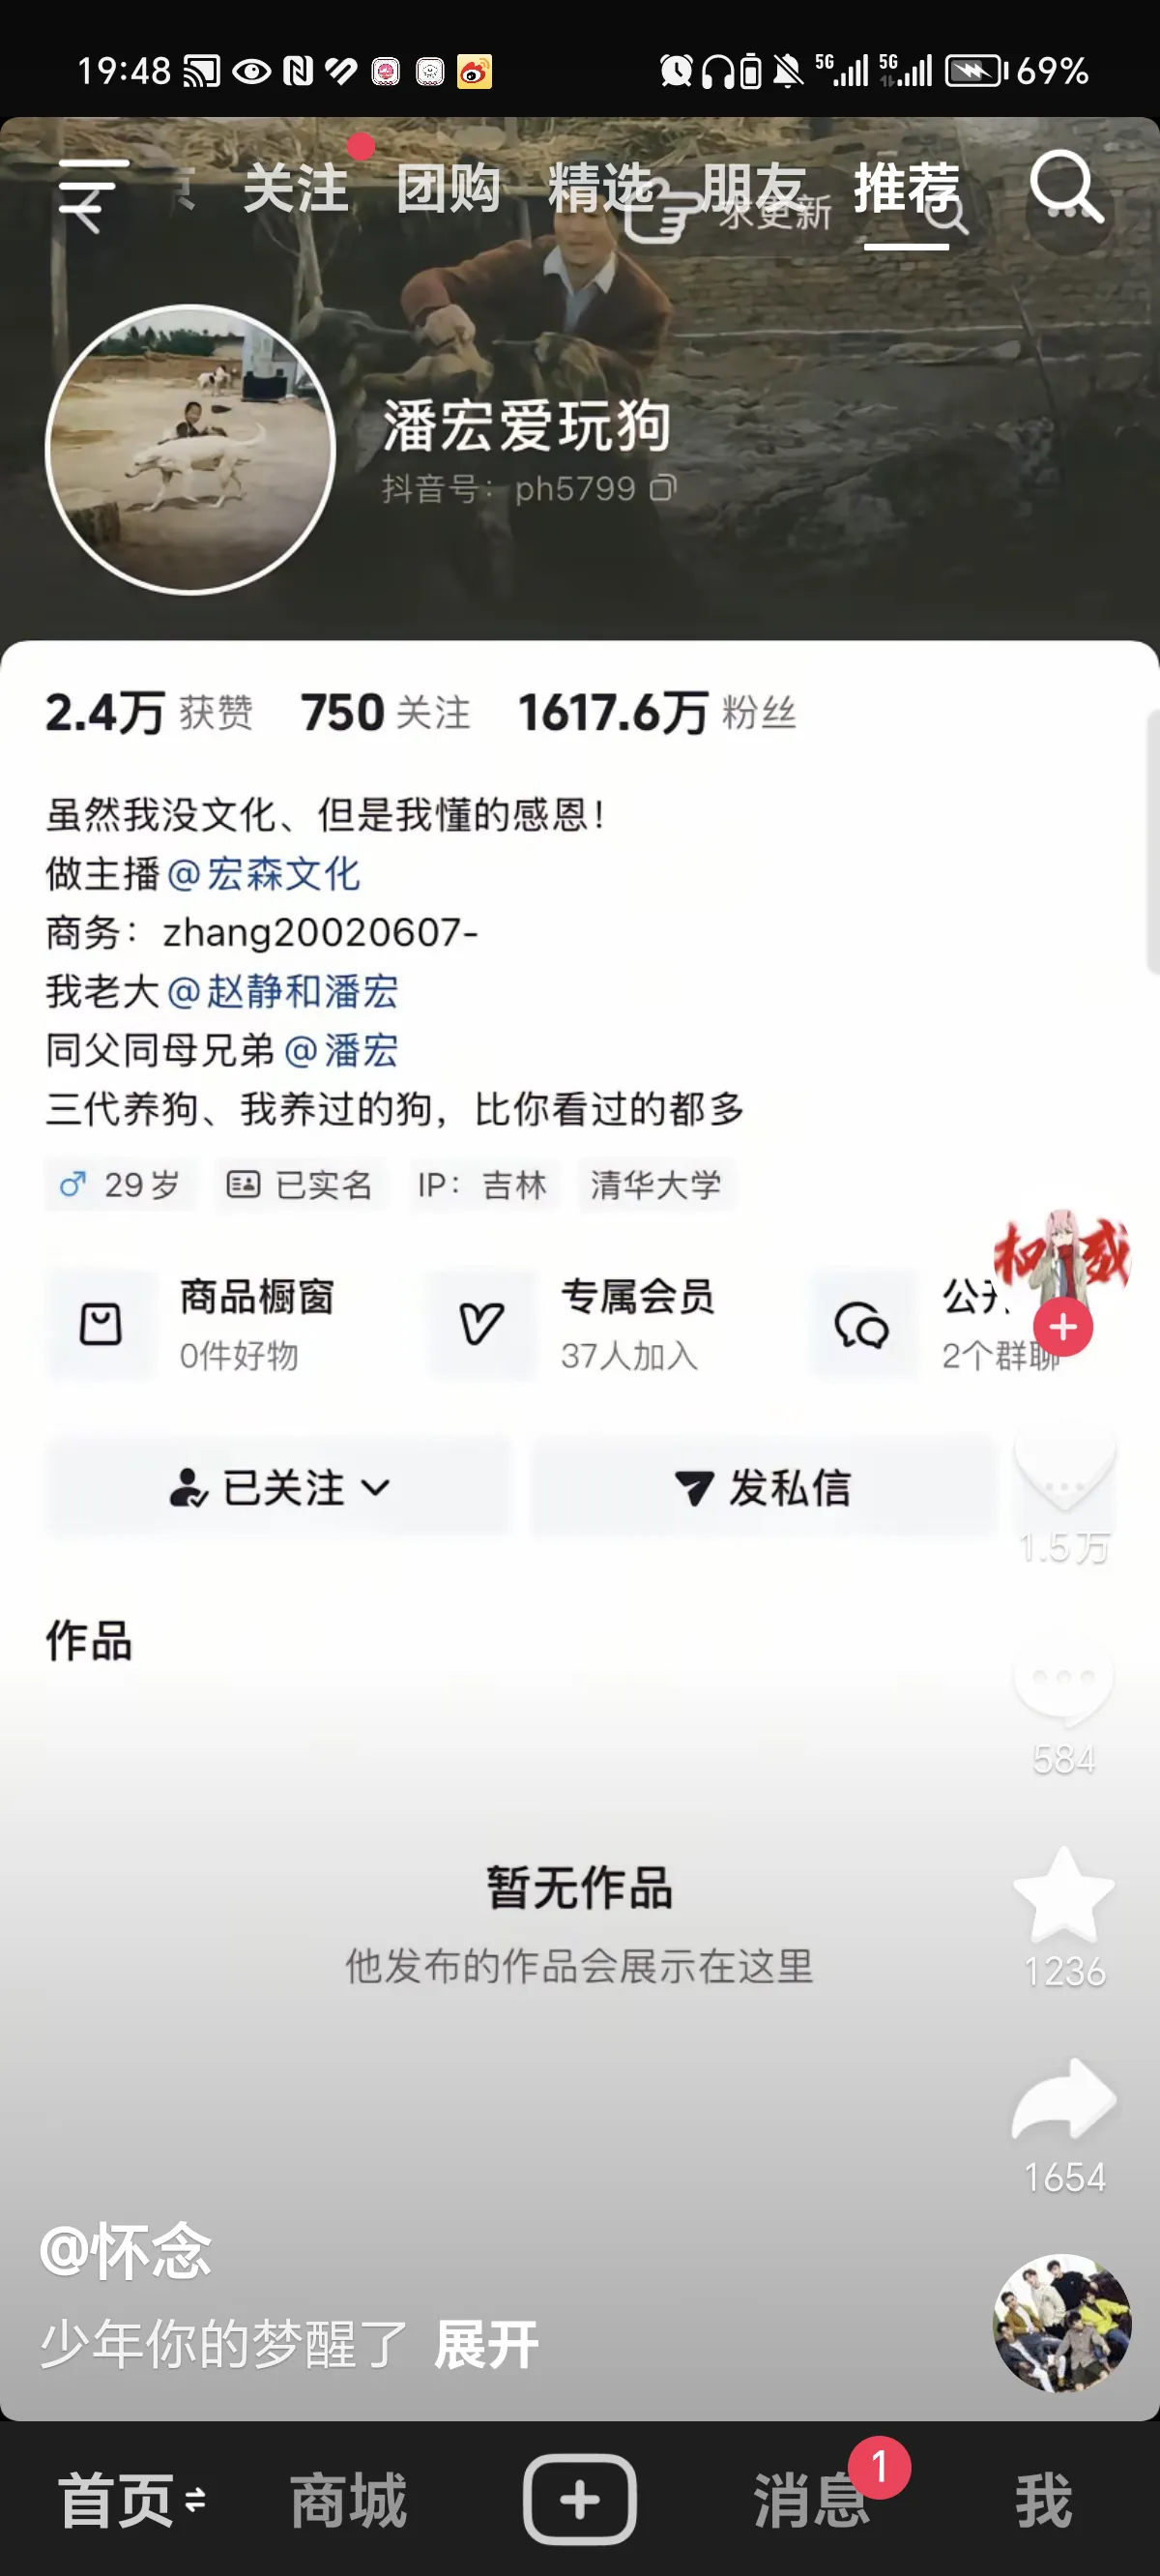 19:48
5G
5G
69%
关注
团购
精选
朋友
推荐
求更新
潘宏爱玩狗
抖音号：ph5799
2.4万 获赞 750 关注 1617.6万 粉丝
虽然我没文化、但是我懂的感恩！
做主播@宏森文化
商务：zhang20020607-
我老大@赵静和潘宏
同父同母兄弟@潘宏
三代养狗、我养过的狗，比你看过的都多
♂ 29岁 已实名 IP：吉林 清华大学
权威
商品橱窗 专属会员 公开
0件好物 37人加入 2个群聊
已关注 发私信
1.5万
作品
584
暂无作品
他发布的作品会展示在这里
1236
1654
@怀念
少年你的梦醒了 展开
首页 商城 消息 1 我